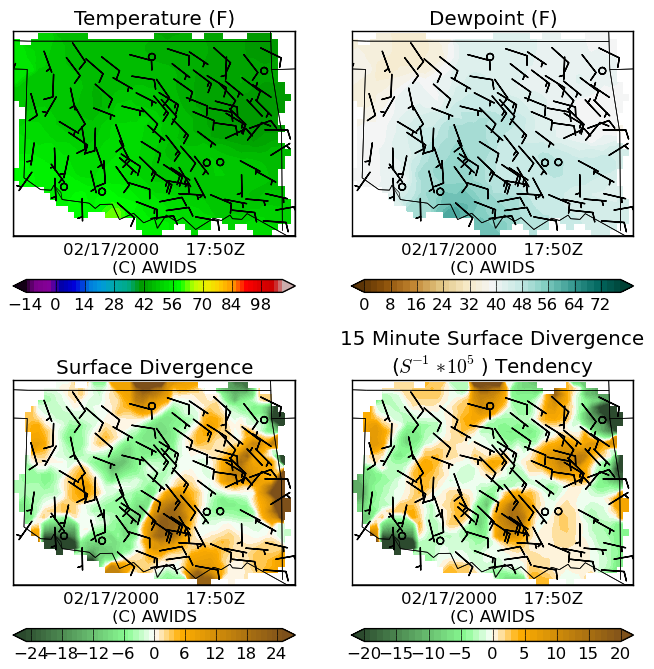 Temperature (F)
Dewpoint (F)
02/17/2000 17:50Z
(C) AWIDS
02/17/2000 17:50Z
(C) AWIDS
−14 0 14 28 42 56 70 84 98
0 8 16 24 32 40 48 56 64 72
Surface Divergence
15 Minute Surface Divergence
(S⁻¹ *10⁵ ) Tendency
02/17/2000 17:50Z
(C) AWIDS
02/17/2000 17:50Z
(C) AWIDS
−24 −18 −12 −6 0 6 12 18 24
−20 −15 −10 −5 0 5 10 15 20